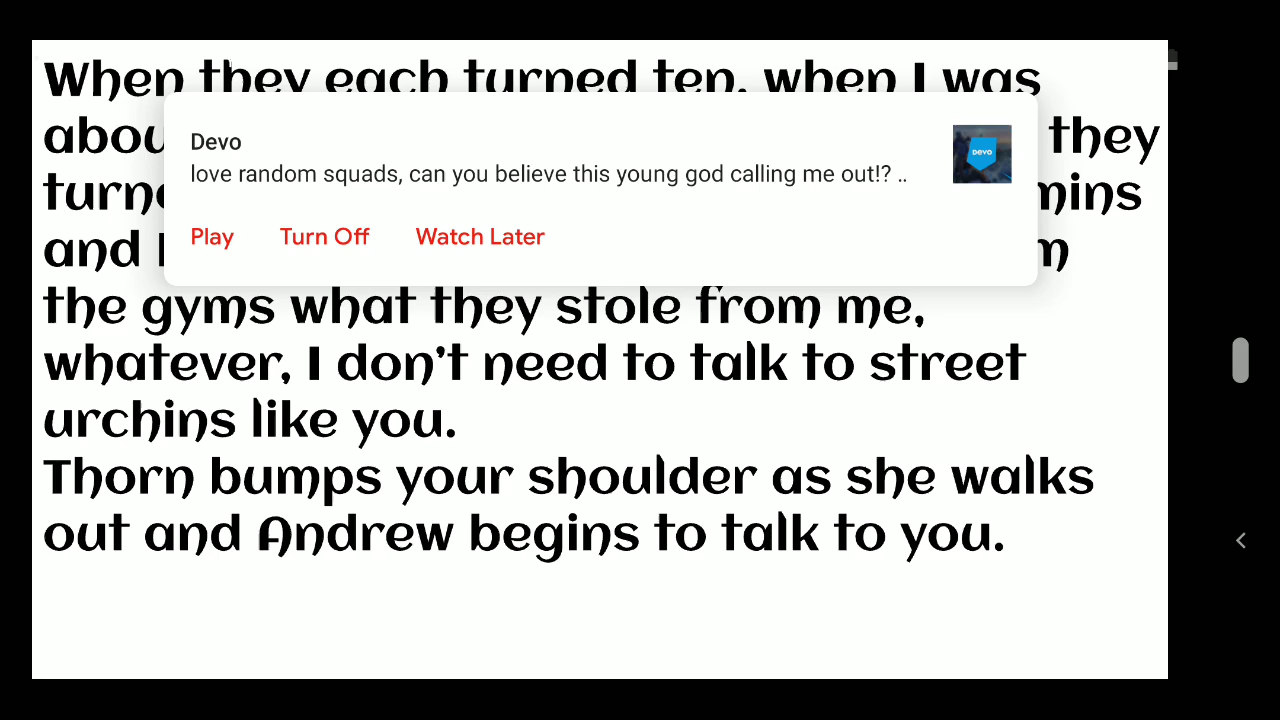 When they each turned ten, when I was
they
Devo
love random squads, can you believe this young god calling me out!? ..
DEVO
Play Turn Off Watch Later
and
the gyms what they stole from me,
whatever, I don't need to talk to street
urchins like you.
Thorn bumps your shoulder as she walks
out and Andrew begins to talk to you.